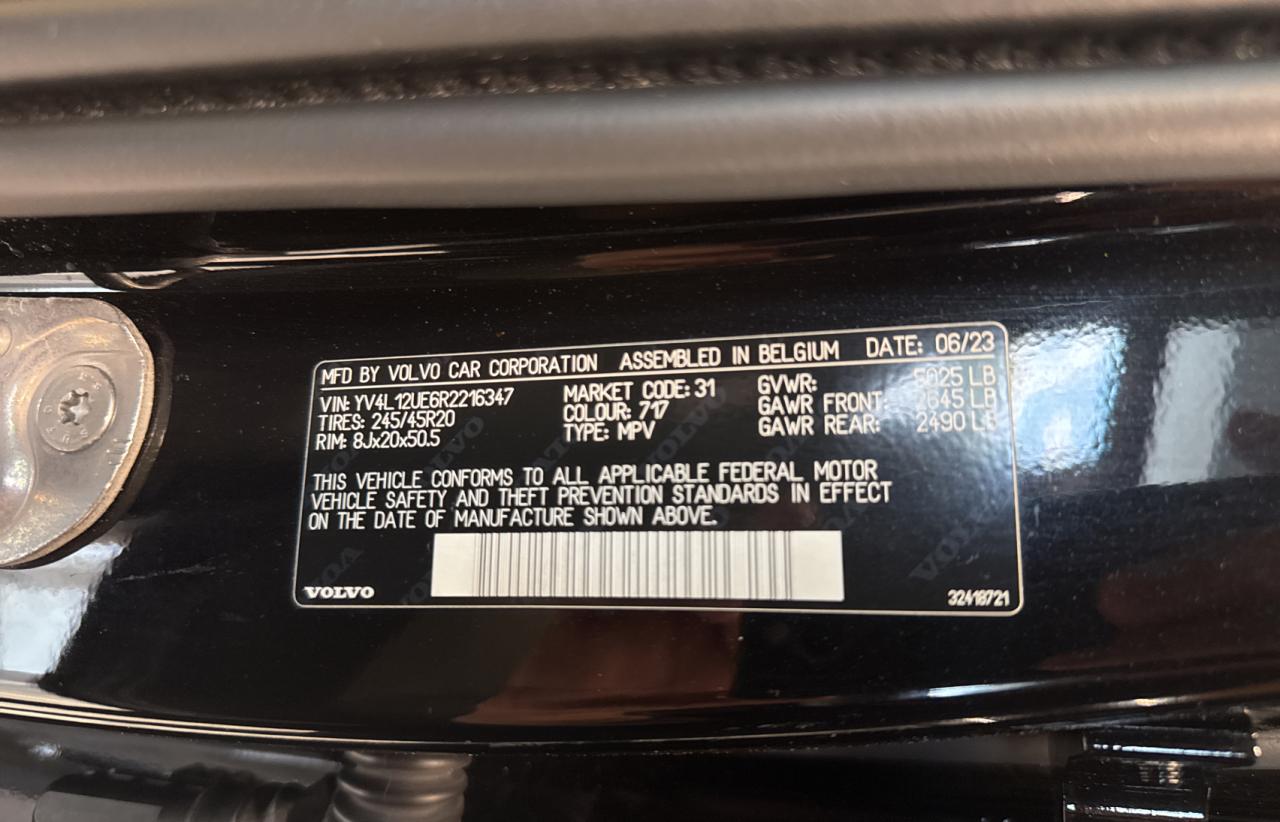 MFD BY VOLVO CAR CORPORATION ASSEMBLED IN BELGIUM DATE: 06/23
VIN: YV4L12UE6R2216347 MARKET CODE: 31 GVWR: 5025 LB
TIRES: 245/45R20 COLOUR: 717 GAWR FRONT: 2645 LB
RIM: 8Jx20x50.5 TYPE: MPV GAWR REAR: 2490 LB
THIS VEHICLE CONFORMS TO ALL APPLICABLE FEDERAL MOTOR
VEHICLE SAFETY AND THEFT PREVENTION STANDARDS IN EFFECT
ON THE DATE OF MANUFACTURE SHOWN ABOVE.
VOLVO 32418721